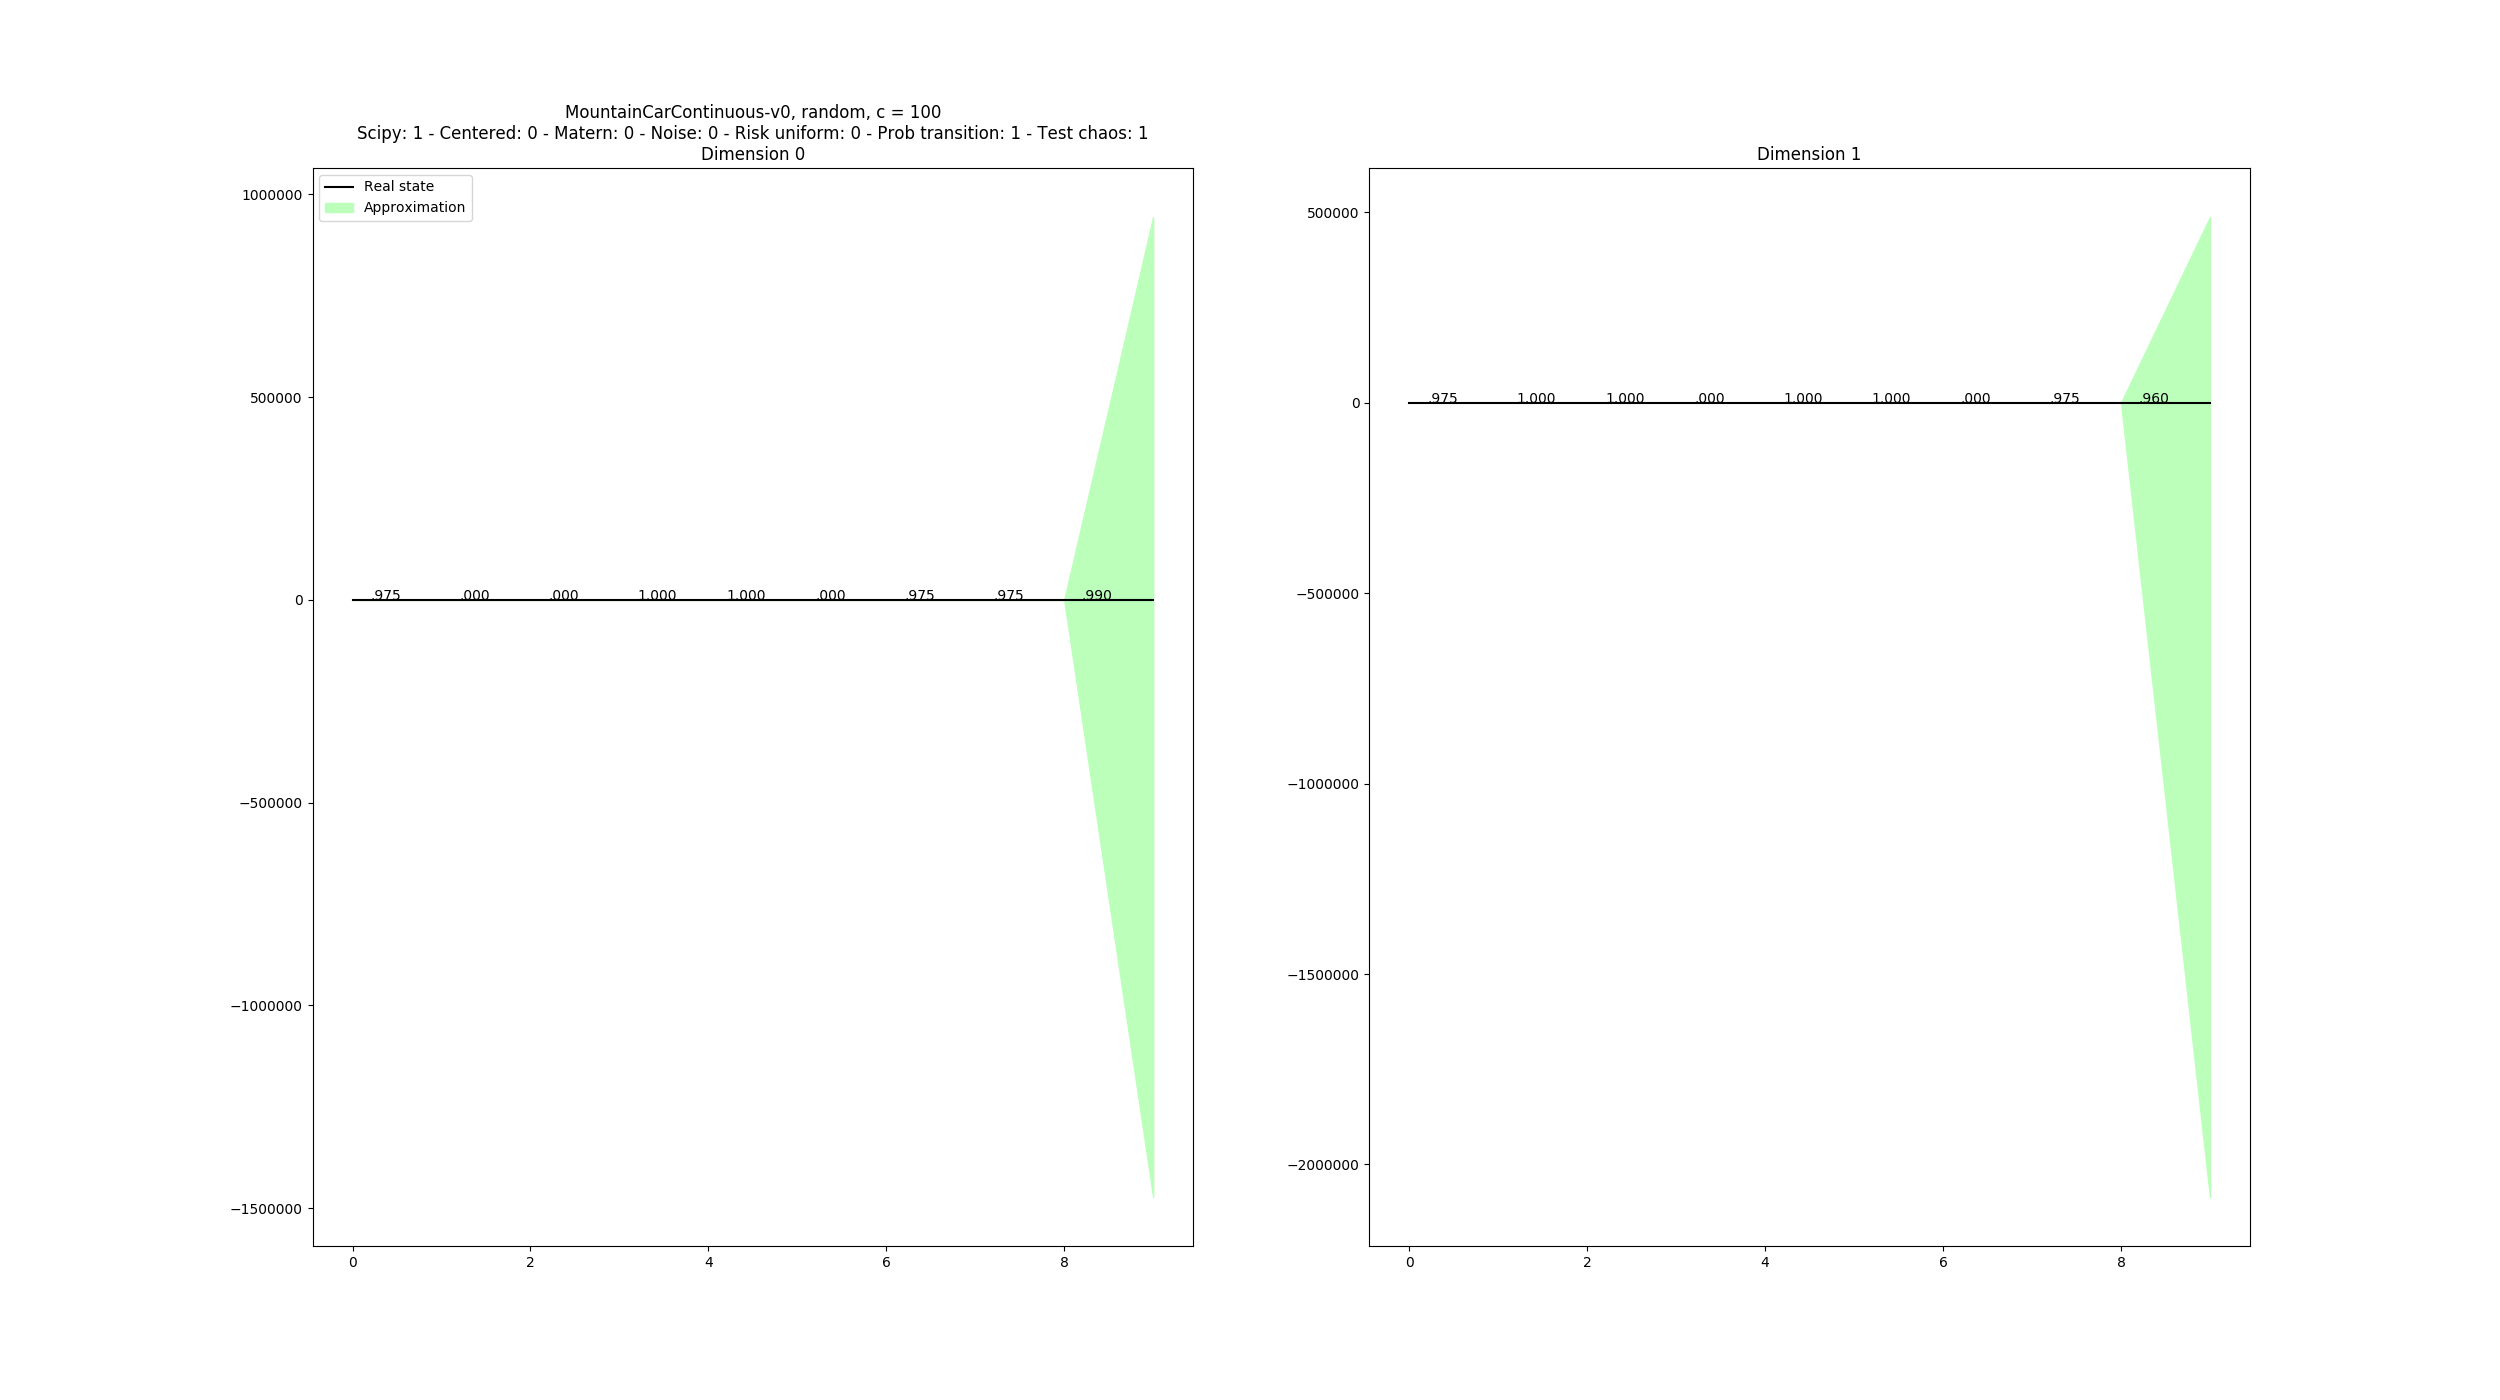 MountainCarContinuous-v0, random, c = 100
Scipy: 1 - Centered: 0 - Matern: 0 - Noise: 0 - Risk uniform: 0 - Prob transition: 1 - Test chaos: 1
Dimension 0
Real state
Approximation
1000000
500000
0
−500000
−1000000
−1500000
.975 .000 .000 1.000 1.000 .000 .975 .975 .990
0 2 4 6 8
Dimension 1
500000
0
−500000
−1000000
−1500000
−2000000
.975 1.000 1.000 .000 1.000 1.000 .000 .975 .960
0 2 4 6 8